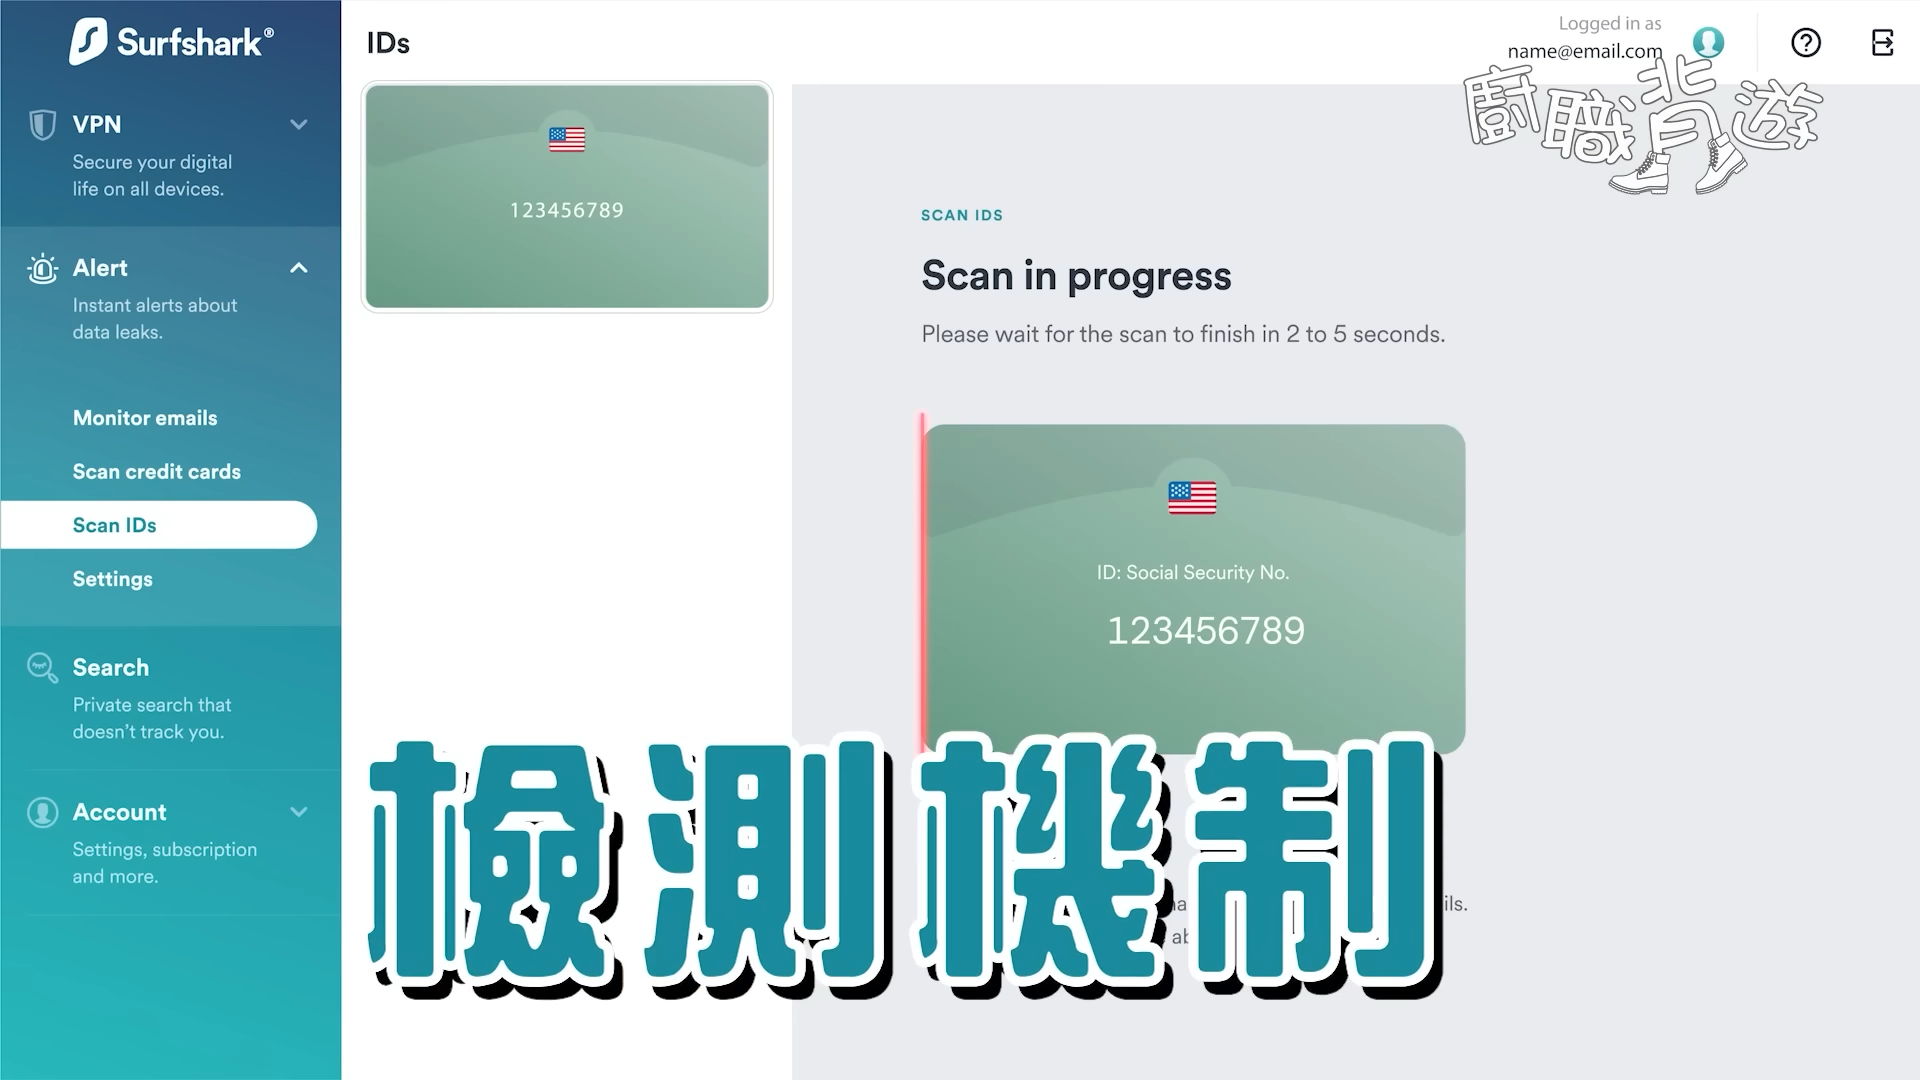 Surfshark®
VPN
Secure your digital
life on all devices.
Alert
Instant alerts about
data leaks.
Monitor emails
Scan credit cards
Scan IDs
Settings
Search
Private search that
doesn't track you.
Account
Settings, subscription
and more.
IDs
Logged in as
name@email.com
廚職背遊
123456789
SCAN IDS
Scan in progress
Please wait for the scan to finish in 2 to 5 seconds.
ID: Social Security No.
123456789
檢測機制